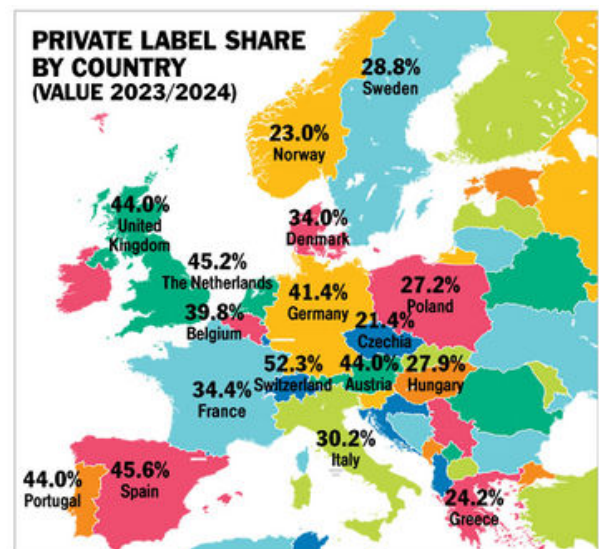 PRIVATE LABEL SHARE
BY COUNTRY
(VALUE 2023/2024)
28.8%
Sweden
23.0%
Norway
44.0%
United
Kingdom
34.0%
Denmark
45.2%
The Netherlands
41.4%
Germany
27.2%
Poland
39.8%
Belgium
21.4%
Czechia
52.3%
Switzerland
44.0%
Austria
27.9%
Hungary
34.4%
France
30.2%
Italy
44.0%
Portugal
45.6%
Spain
24.2%
Greece